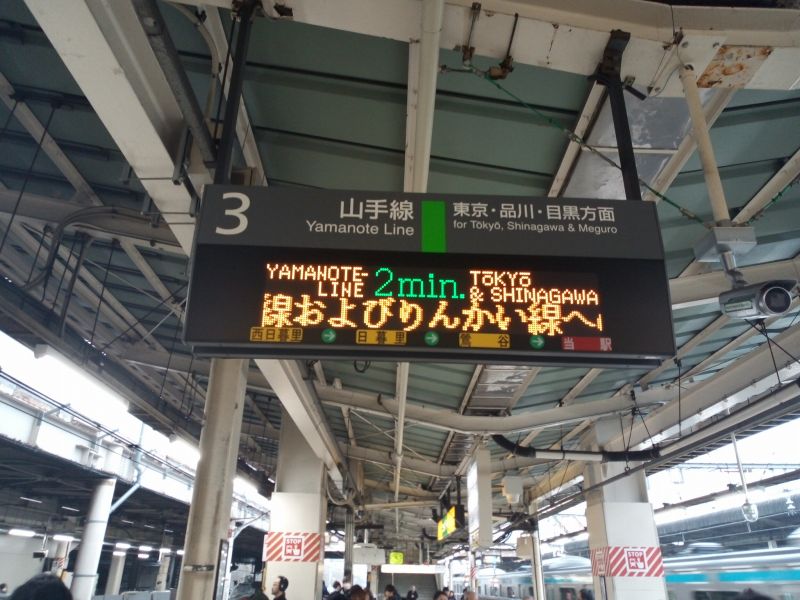 3
山手線
Yamanote Line
東京・品川・目黒方面
for Tōkyō, Shinagawa & Meguro
YAMANOTE-
LINE
2min.
TōKYō
& SHINAGAWA
線およびりんかい線へ
西日暮里 → 日暮里 → 鶯谷 → 当駅
STOP
STOP